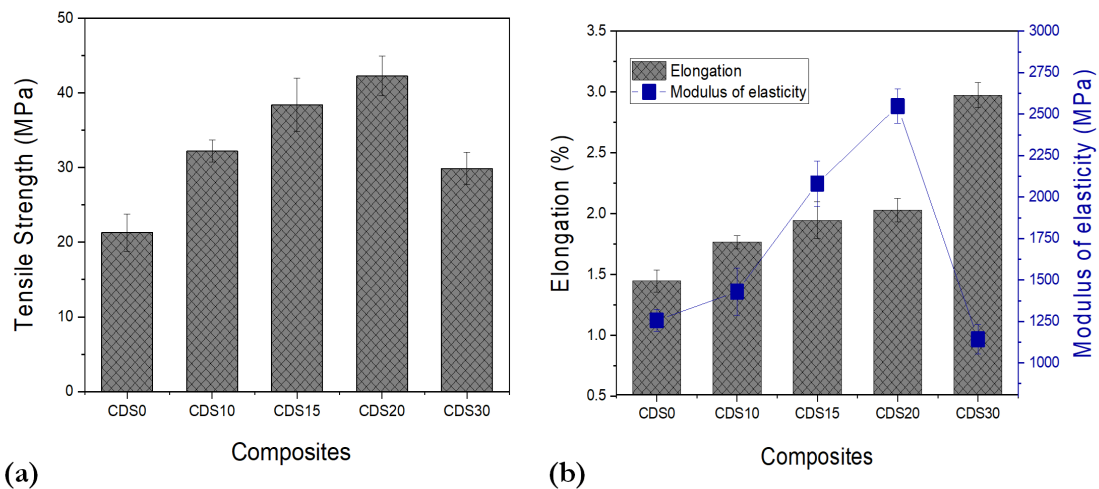 50
40
30
20
10
0
Tensile Strength (MPa)
CDS0 CDS10 CDS15 CDS20 CDS30
Composites
(a)
3.5
3.0
2.5
2.0
1.5
1.0
0.5
Elongation (%)
Elongation
Modulus of elasticity
3000
2750
2500
2250
2000
1750
1500
1250
1000
Modulus of elasticity (MPa)
CDS0 CDS10 CDS15 CDS20 CDS30
Composites
(b)